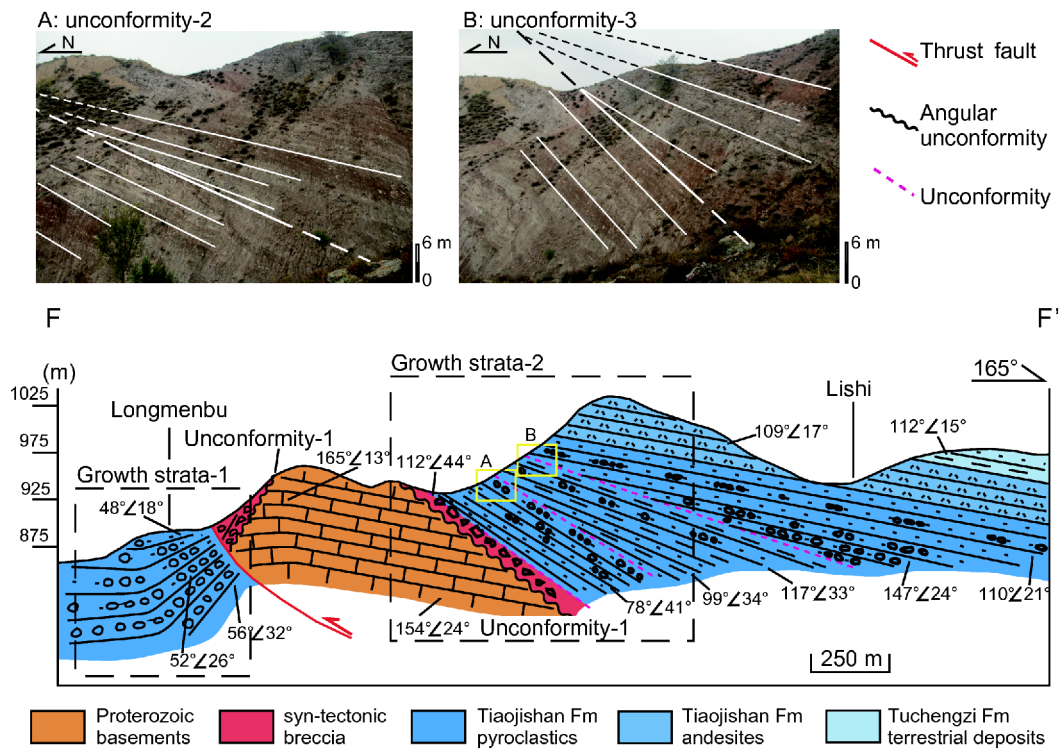 A: unconformity-2
N
6 m
0
B: unconformity-3
N
6 m
0
Thrust fault
Angular
unconformity
Unconformity
F
F’
(m)
1025
975
925
875
Growth strata-2
165°
Longmenbu
Lishi
Unconformity-1
Growth strata-1
48°∠18°
165°∠13°
112°∠44°
A
B
109°∠17°
112°∠15°
56°∠32°
52°∠26°
154°∠24°
Unconformity-1
78°∠41°
99°∠34°
117°∠33°
147°∠24°
110∠21°
250 m
Proterozoic
basements
syn-tectonic
breccia
Tiaojishan Fm
pyroclastics
Tiaojishan Fm
andesites
Tuchengzi Fm
terrestrial deposits